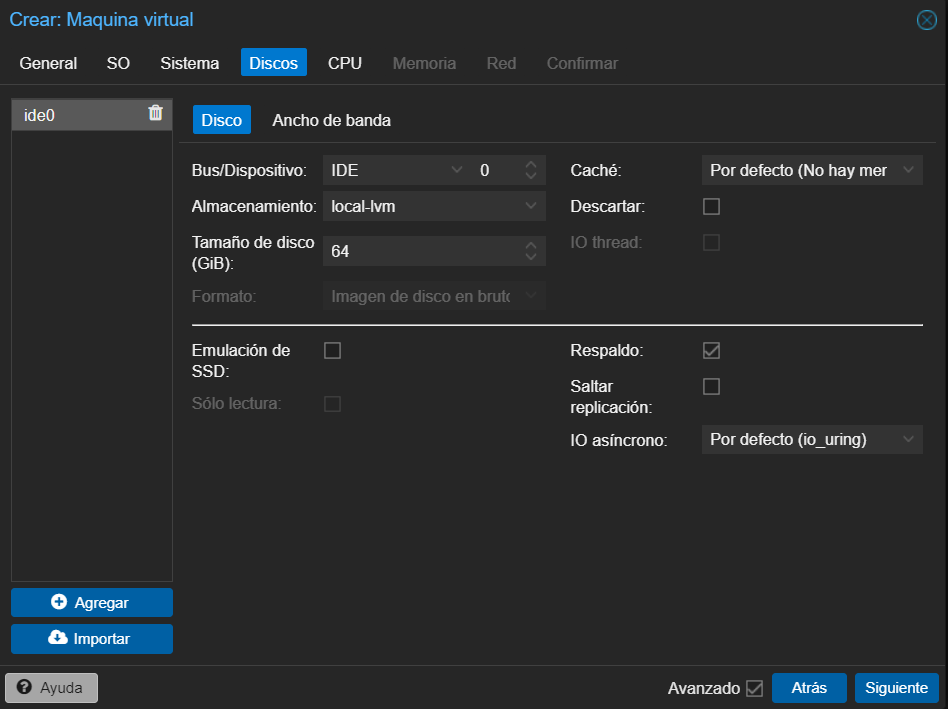 Crear: Maquina virtual
General SO Sistema Discos CPU Memoria Red Confirmar
ide0
Disco Ancho de banda
Bus/Dispositivo: IDE 0
Caché: Por defecto (No hay mer
Almacenamiento: local-lvm
Descartar:
Tamaño de disco
(GiB): 64
IO thread:
Formato: Imagen de disco en bruto
Emulación de
SSD:
Respaldo:
Sólo lectura:
Saltar
replicación:
IO asíncrono: Por defecto (io_uring)
Agregar
Importar
Ayuda
Avanzado Atrás Siguiente